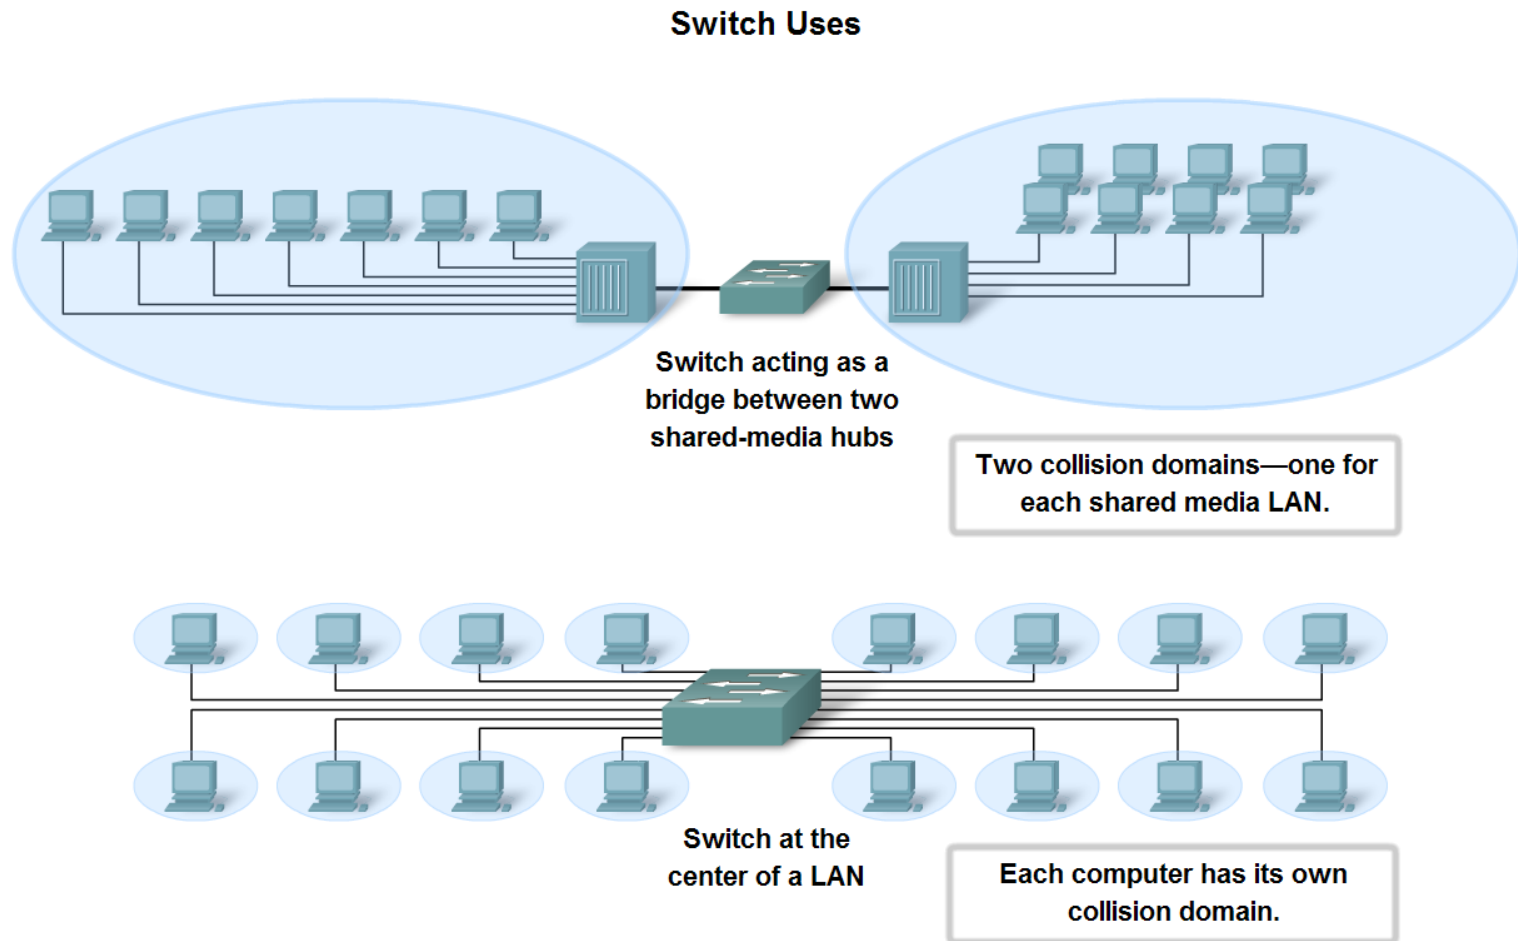 Switch Uses
Switch acting as a
bridge between two
shared-media hubs
Two collision domains—one for
each shared media LAN.
Switch at the
center of a LAN
Each computer has its own
collision domain.